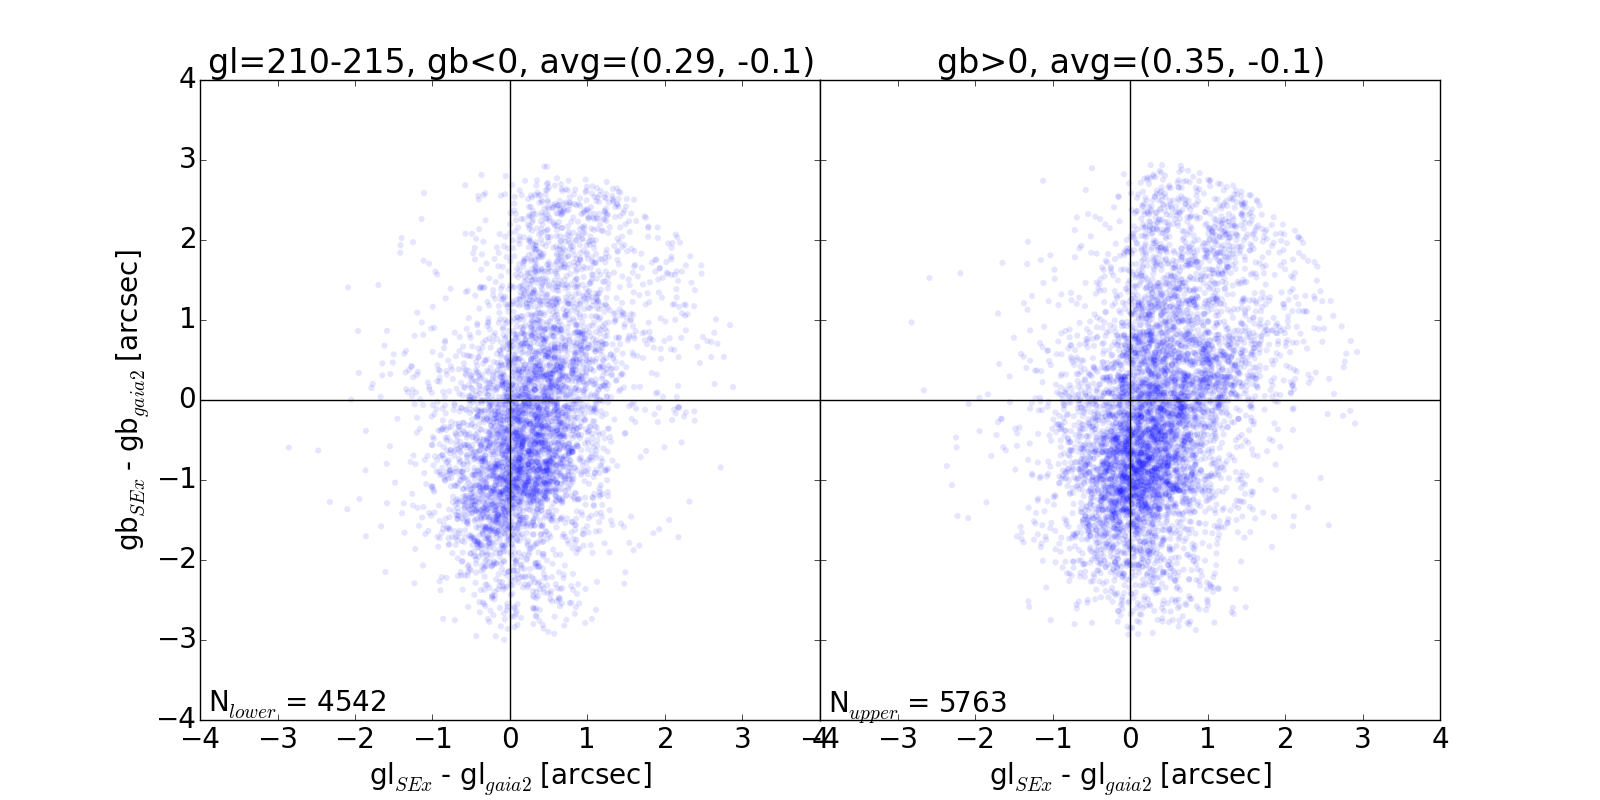 gl=210-215, gb<0, avg=(0.29, -0.1)
gb>0, avg=(0.35, -0.1)
4
3
2
1
0
−1
−2
−3
−4
gb_SEx - gb_gaia2 [arcsec]
N_lower = 4542
N_upper = 5763
−4 −3 −2 −1 0 1 2 3 4
−4 −3 −2 −1 0 1 2 3 4
gl_SEx - gl_gaia2 [arcsec]
gl_SEx - gl_gaia2 [arcsec]